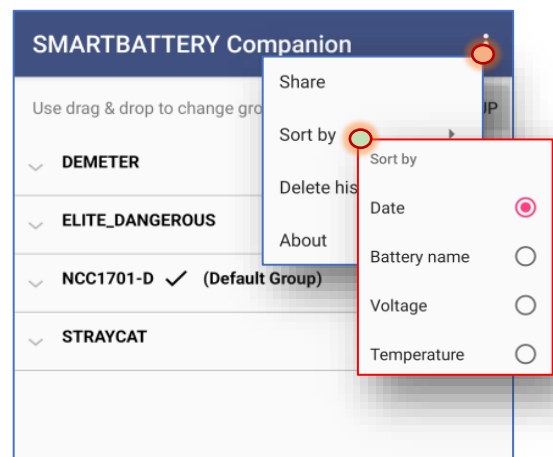 SMARTBATTERY Companion
Share
Use drag & drop to change gro
UP
Sort by
Sort by
DEMETER
Delete his
Date
ELITE_DANGEROUS
About
Battery name
NCC1701-D ✓ (Default Group)
Voltage
STRAYCAT
Temperature